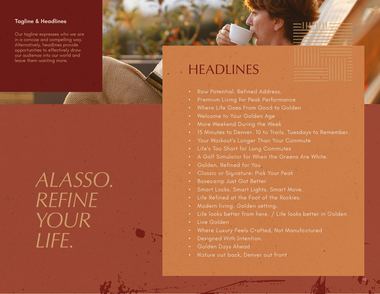 Tagline & Headlines
Our tagline expresses who we are
in a concise and compelling way.
Alternatively, headlines provide
opportunities to effectively draw
our audience into our world and
leave them wanting more.
HEADLINES
• Raw Potential. Refined Address.
• Premium Living For Peak Performance
• Where Life Goes From Good to Golden
• Welcome to Your Golden Age
• More Weekend During the Week
• 15 Minutes to Denver. 10 to Trails. Tuesdays to Remember.
• Your Workout's Longer Than Your Commute
• Life's Too Short for Long Commutes
• A Golf Simulator for When the Greens Are White.
• Golden, Refined for You
• Classic or Signature: Pick Your Peak
• Basecamp Just Got Better
• Smart Locks. Smart Lights. Smart Move.
• Life Refined at the Foot of the Rockies.
• Modern living. Golden setting.
• Life looks better from here. / Life looks better in Golden
• Live Golden
• Where Luxury Feels Crafted, Not Manufactured
• Designed With Intention.
• Golden Days Ahead
• Nature out back, Denver out front
ALASSO.
REFINE
YOUR
LIFE.